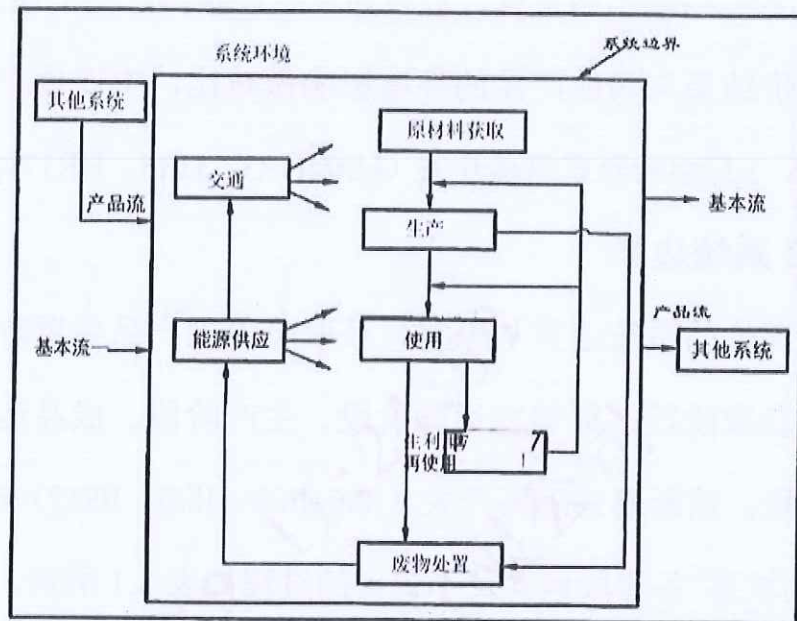 系统环境
系统边界
其他系统
原材料获取
交通
产品流
基本流
生产
产品流
基本流
能源供应
使用
其他系统
再使用
废物处置